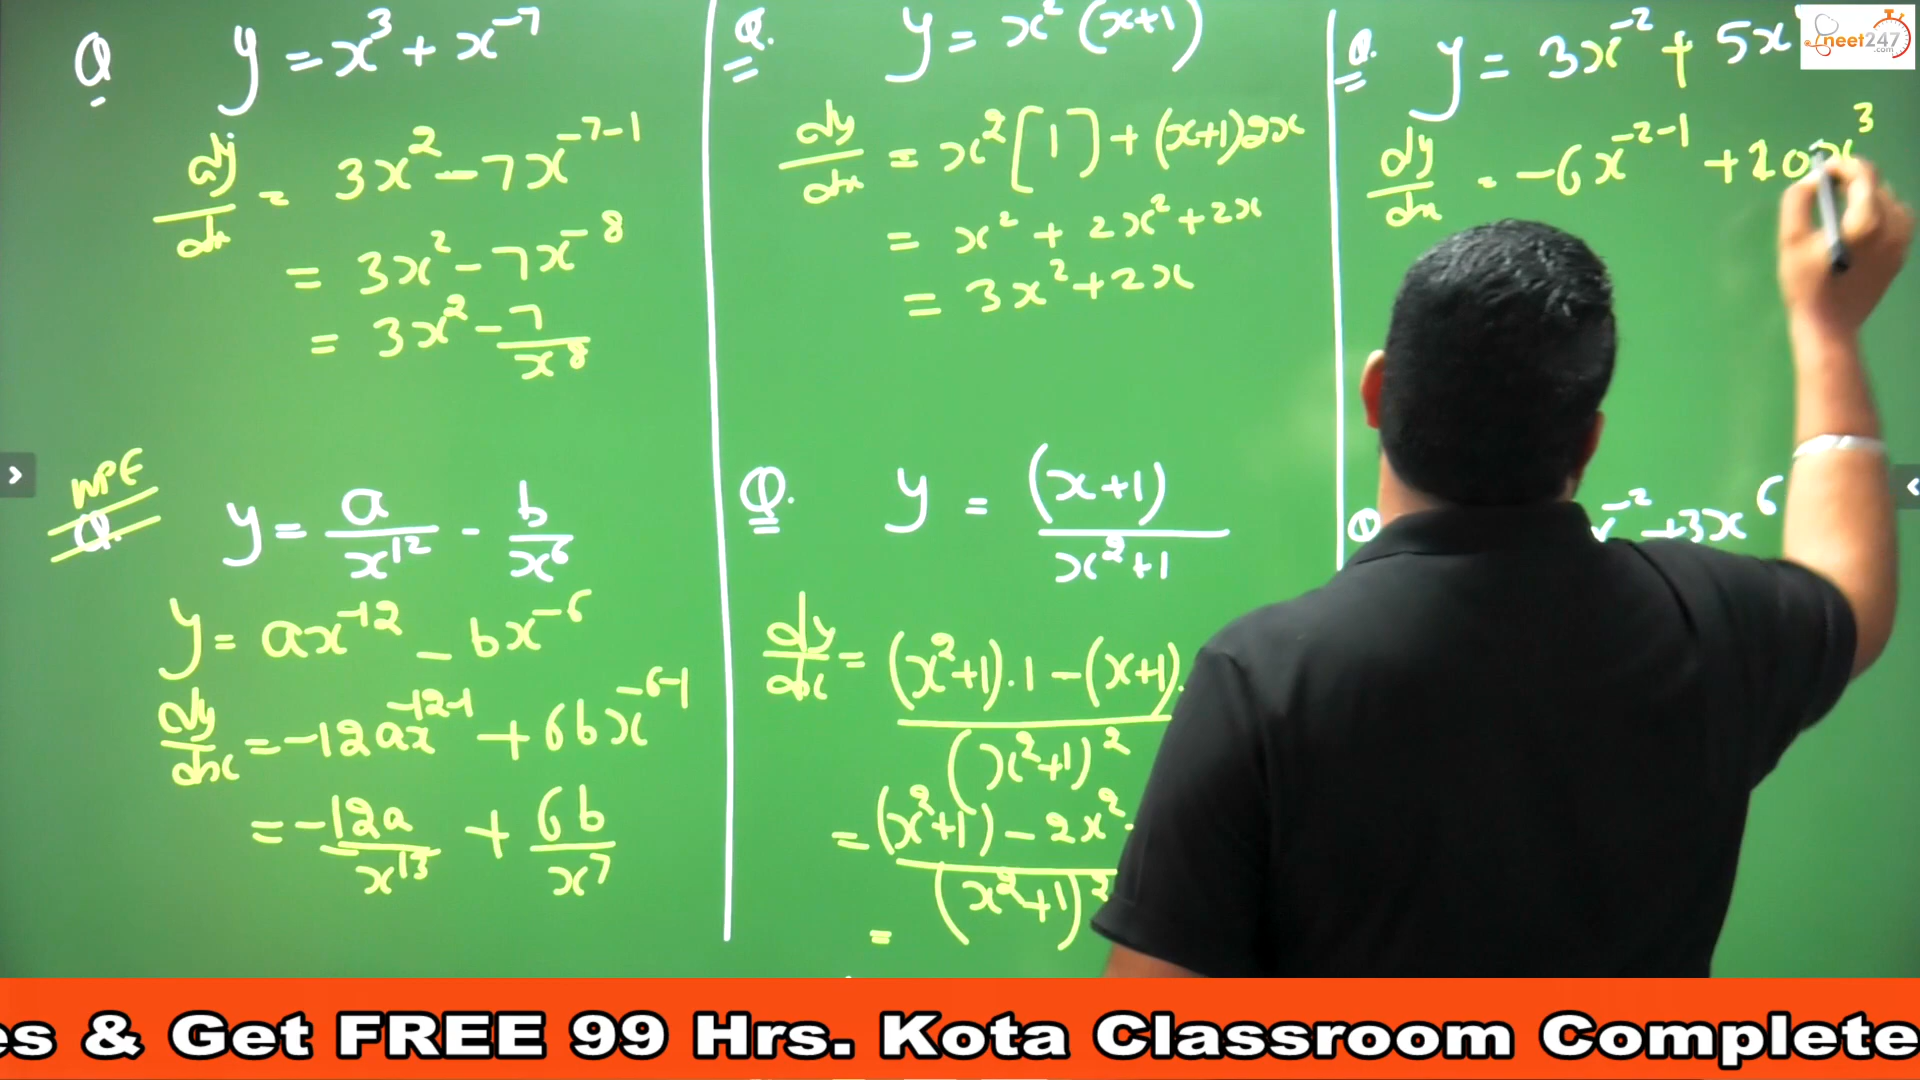 Q y = x³ + x⁻⁷
dy/dx = 3x² - 7x⁻⁷⁻¹
= 3x² - 7x⁻⁸
= 3x² - 7/x⁸
Q. y = a/x¹² - b/x⁶
y = ax⁻¹² - bx⁻⁶
dy/dx = -12ax⁻¹²⁻¹ + 6bx⁻⁶⁻¹
= -12a/x¹³ + 6b/x⁷
Q. y = x² (x+1)
dy/dx = x² [1] + (x+1)2x
= x² + 2x² + 2x
= 3x² + 2x
Q. y = (x+1)/x²+1
dy/dx = (x²+1).1 - (x+1).
(x²+1)²
= (x²+1) - 2x²
(x²+1)²
=
Q. y = 3x⁻² + 5x
dy/dx = -6x⁻²⁻¹ + 20x³
Q
x⁻² + 3x⁶
neet247
.com
es & Get FREE 99 Hrs. Kota Classroom Complete